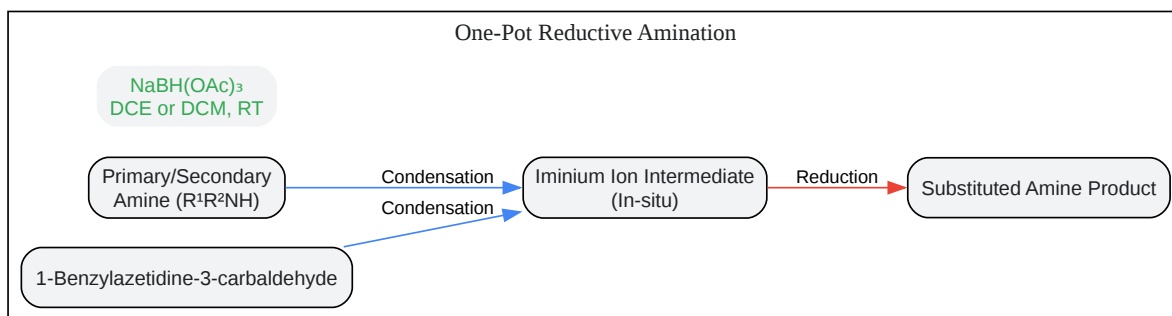 One-Pot Reductive Amination
NaBH(OAc)₃
DCE or DCM, RT
Primary/Secondary
Amine (R¹R²NH)
Condensation
Condensation
Iminium Ion Intermediate
(In-situ)
Reduction
Substituted Amine Product
1-Benzylazetidine-3-carbaldehyde